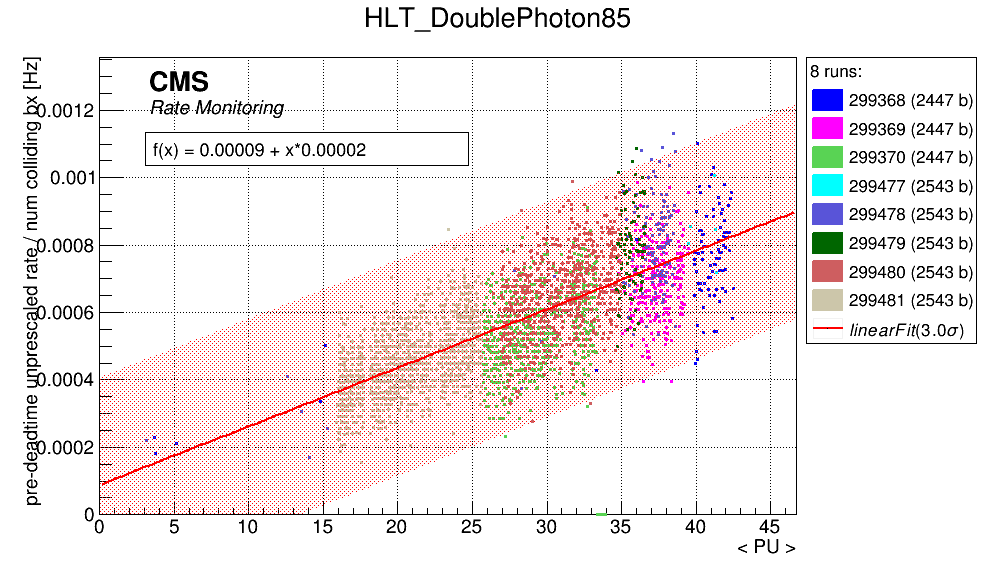 HLT_DoublePhoton85
pre-deadtime unprescaled rate / num colliding bx [Hz]
CMS
Rate Monitoring
f(x) = 0.00009 + x*0.00002
0.0012
0.001
0.0008
0.0006
0.0004
0.0002
0
0 5 10 15 20 25 30 35 40 45
< PU >
8 runs:
299368 (2447 b)
299369 (2447 b)
299370 (2447 b)
299477 (2543 b)
299478 (2543 b)
299479 (2543 b)
299480 (2543 b)
299481 (2543 b)
linearFit(3.0σ)